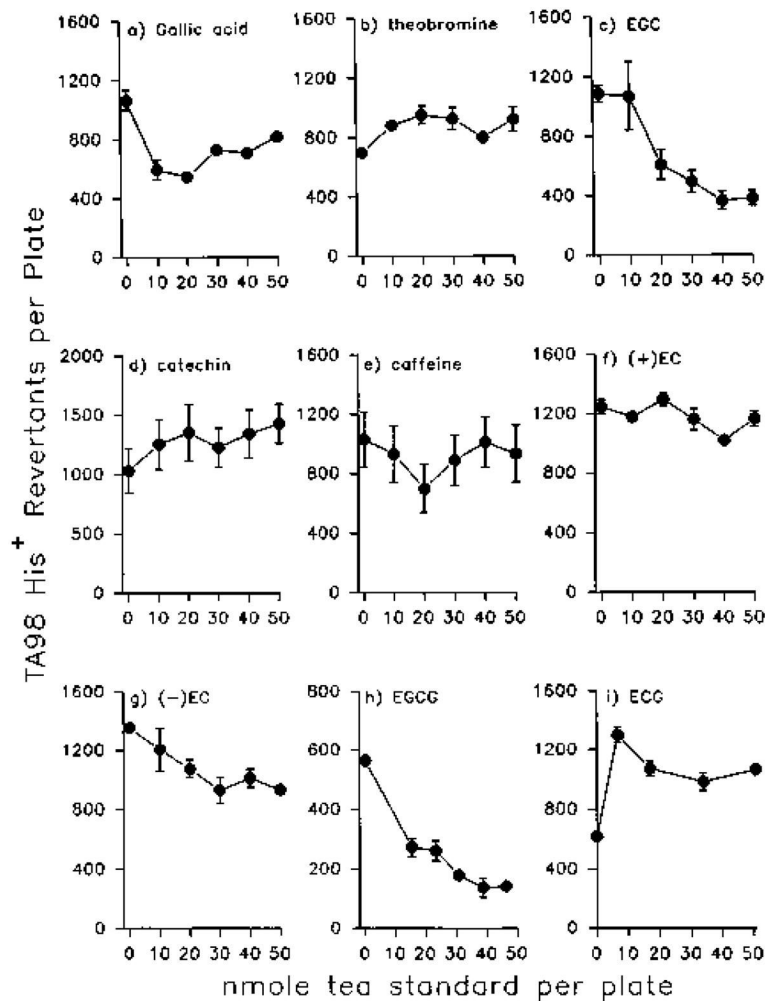 TA98 His+ Revertants per Plate
a) Gallic acid
1600
1200
800
400
0
0 10 20 30 40 50
b) theobromine
1600
1200
800
400
0
0 10 20 30 40 50
c) EGC
1600
1200
800
400
0
0 10 20 30 40 50
d) catechin
2000
1500
1000
500
0
0 10 20 30 40 50
e) caffeine
1600
1200
800
400
0
0 10 20 30 40 50
f) (+)EC
1600
1200
800
400
0
0 10 20 30 40 50
g) (-)EC
1600
1200
800
400
0
0 10 20 30 40 50
h) EGCG
800
600
400
200
0
0 10 20 30 40 50
i) ECG
1600
1200
800
400
0
0 10 20 30 40 50
nmole tea standard per plate